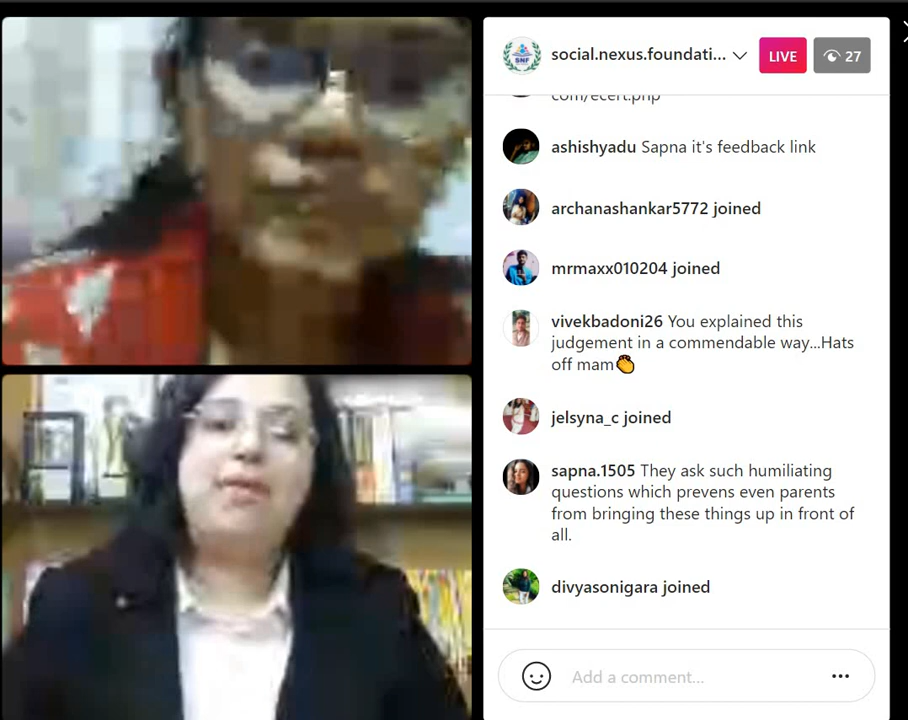 social.nexus.foundati...
LIVE
27
SNF
com/ecert.php
ashishyadu Sapna it's feedback link
archanashankar5772 joined
mrmaxx010204 joined
vivekbadoni26 You explained this
judgement in a commendable way...Hats
off mam👏
jelsyna_c joined
sapna.1505 They ask such humiliating
questions which prevens even parents
from bringing these things up in front of
all.
divyasonigara joined
Add a comment...